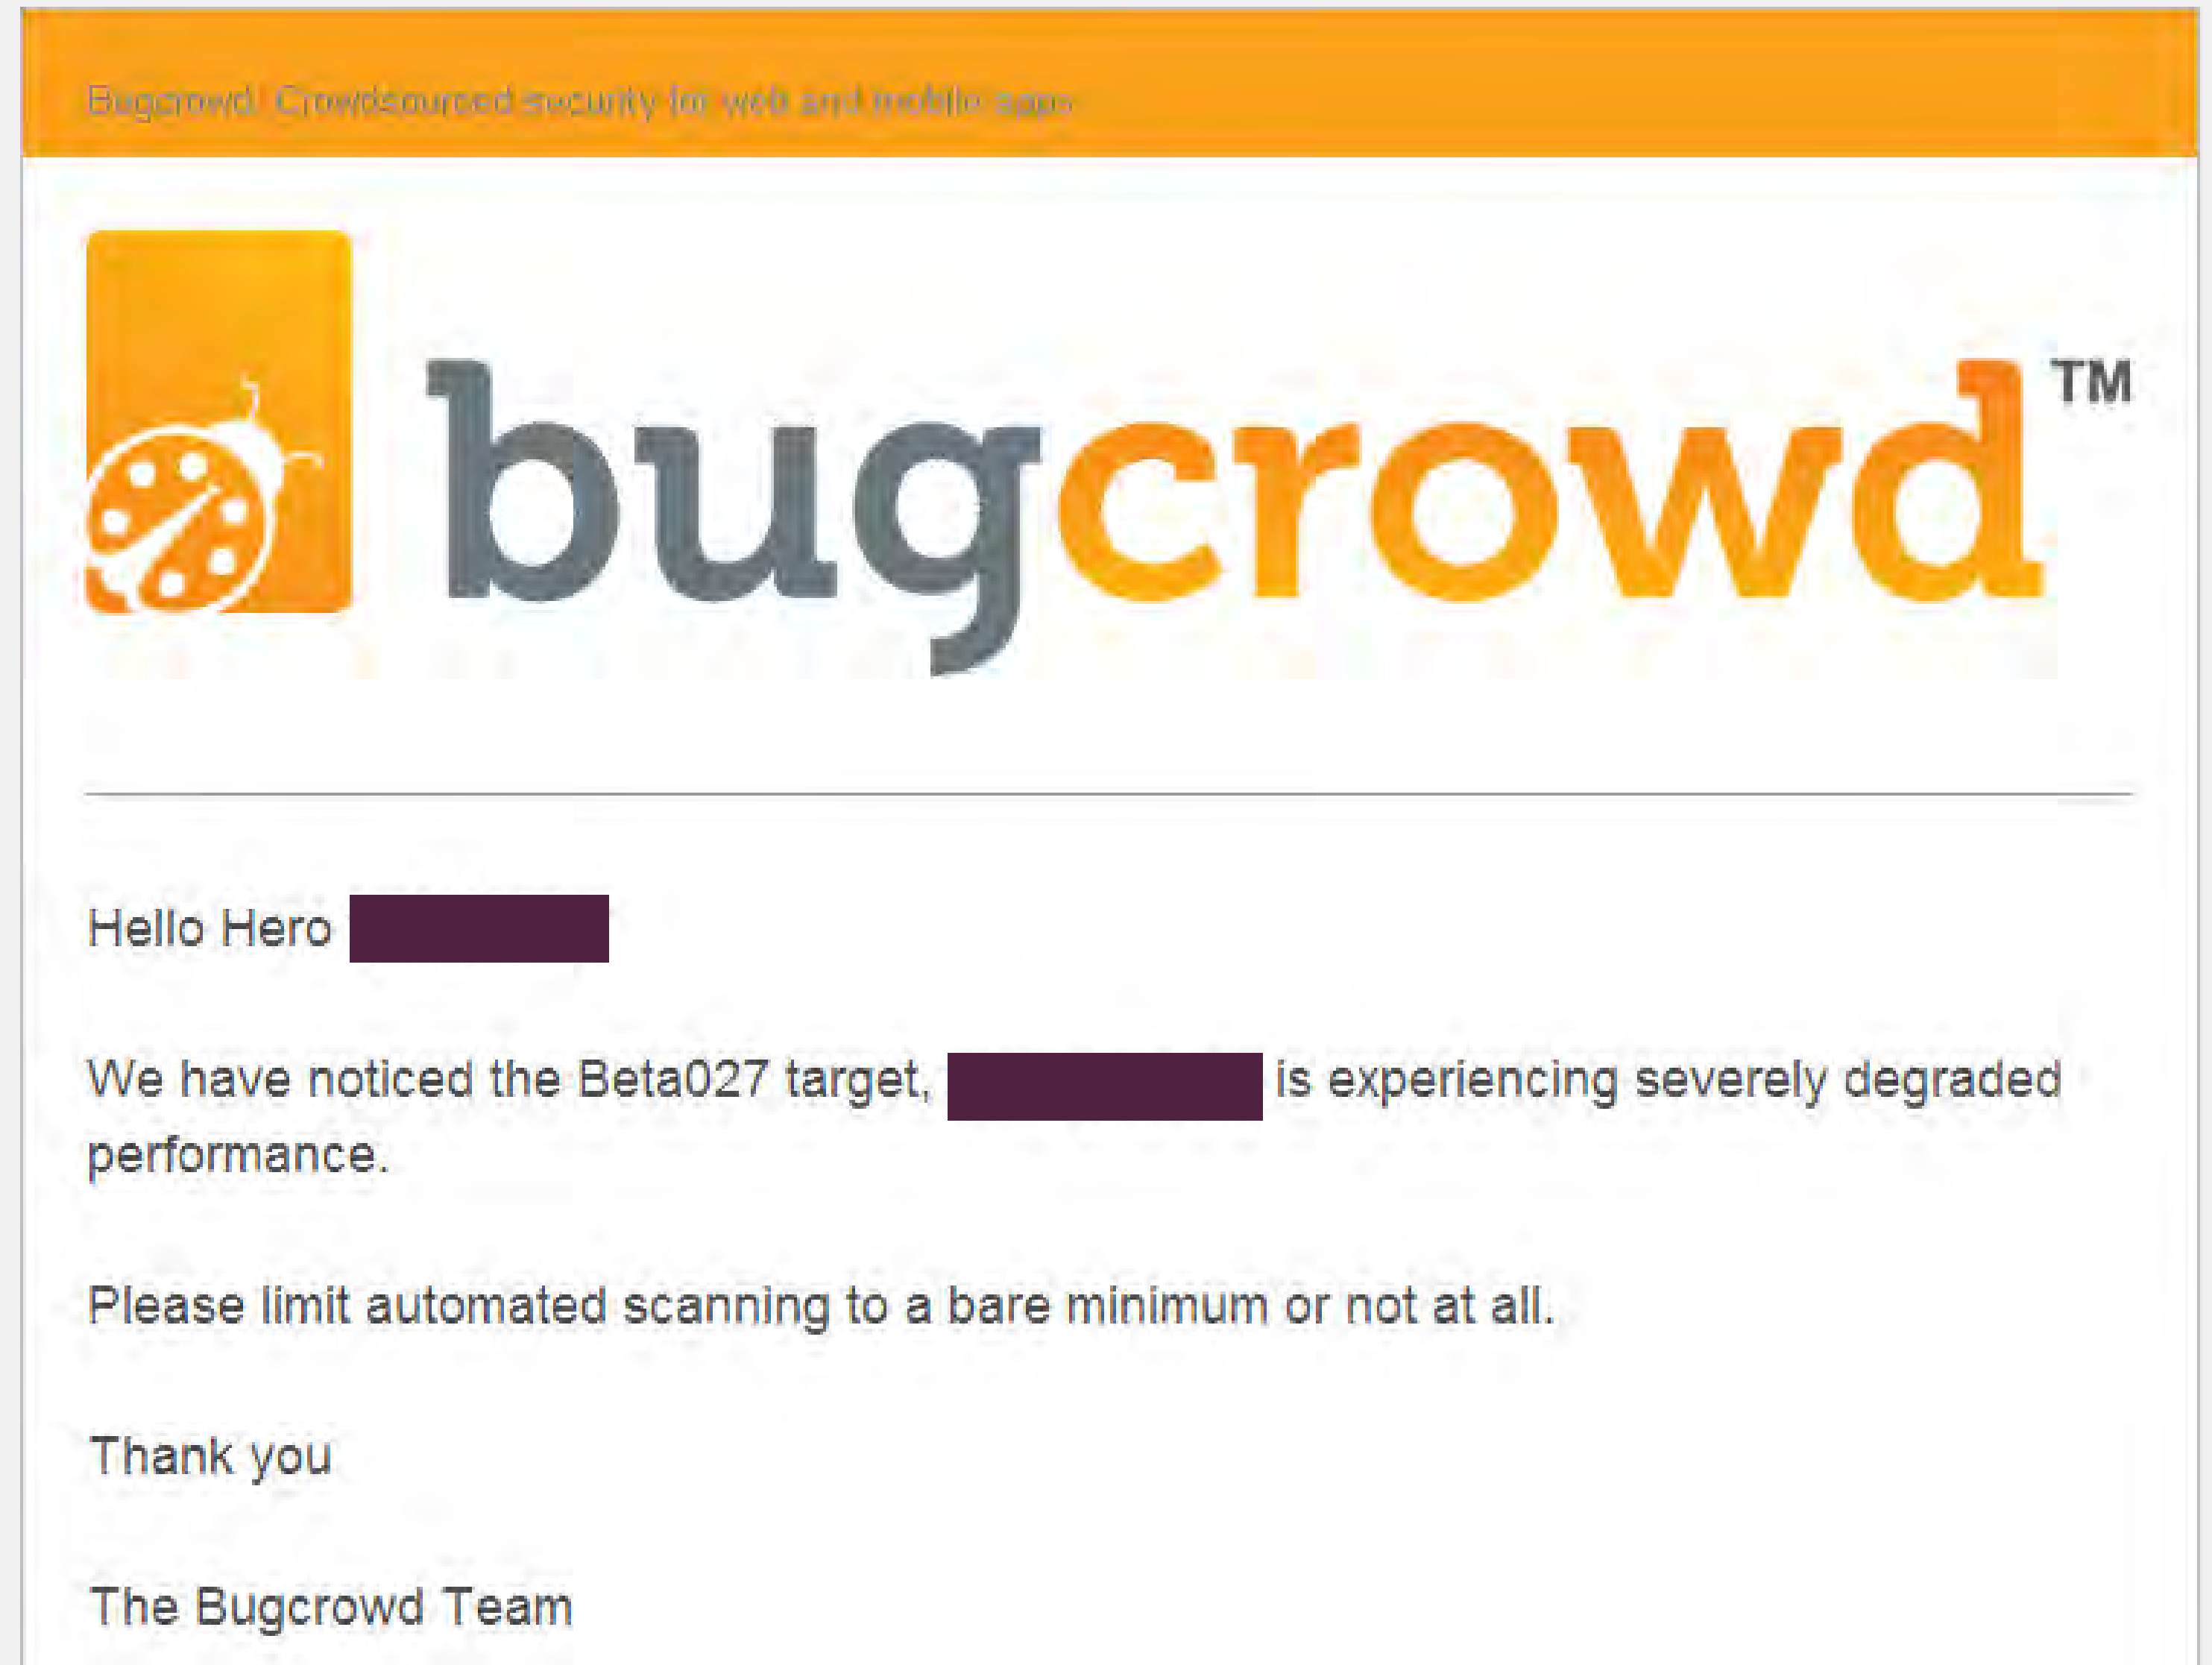 Bugcrowd: Crowdsourced security for web and mobile apps
bugcrowd™
Hello Hero
We have noticed the Beta027 target, is experiencing severely degraded
performance.
Please limit automated scanning to a bare minimum or not at all.
Thank you
The Bugcrowd Team